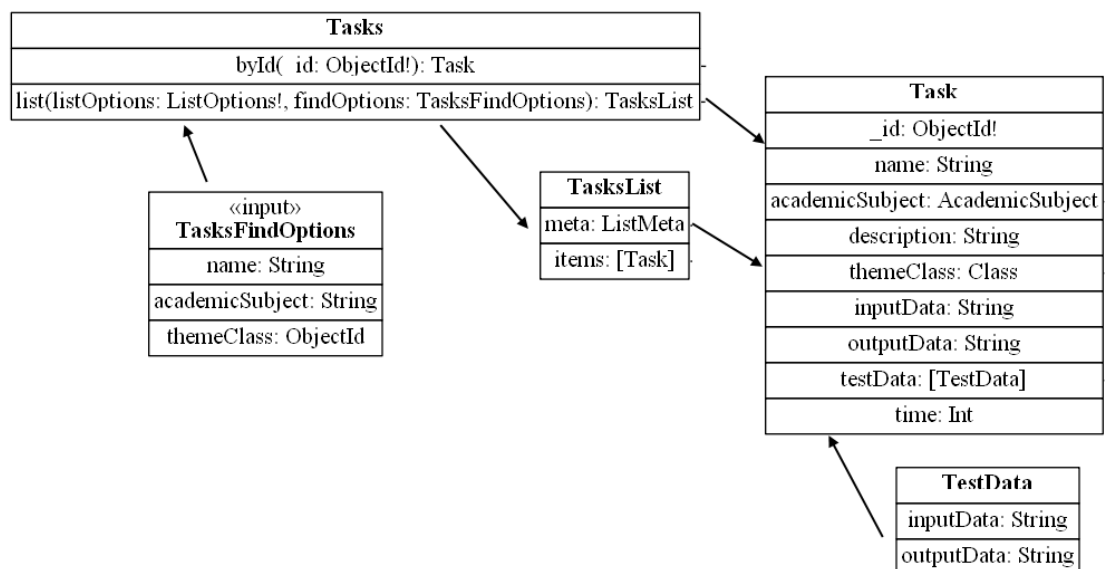 Tasks
byId(_id: ObjectId!): Task
list(listOptions: ListOptions!, findOptions: TasksFindOptions): TasksList
«input»
TasksFindOptions
name: String
academicSubject: String
themeClass: ObjectId
TasksList
meta: ListMeta
items: [Task]
Task
_id: ObjectId!
name: String
academicSubject: AcademicSubject
description: String
themeClass: Class
inputData: String
outputData: String
testData: [TestData]
time: Int
TestData
inputData: String
outputData: String